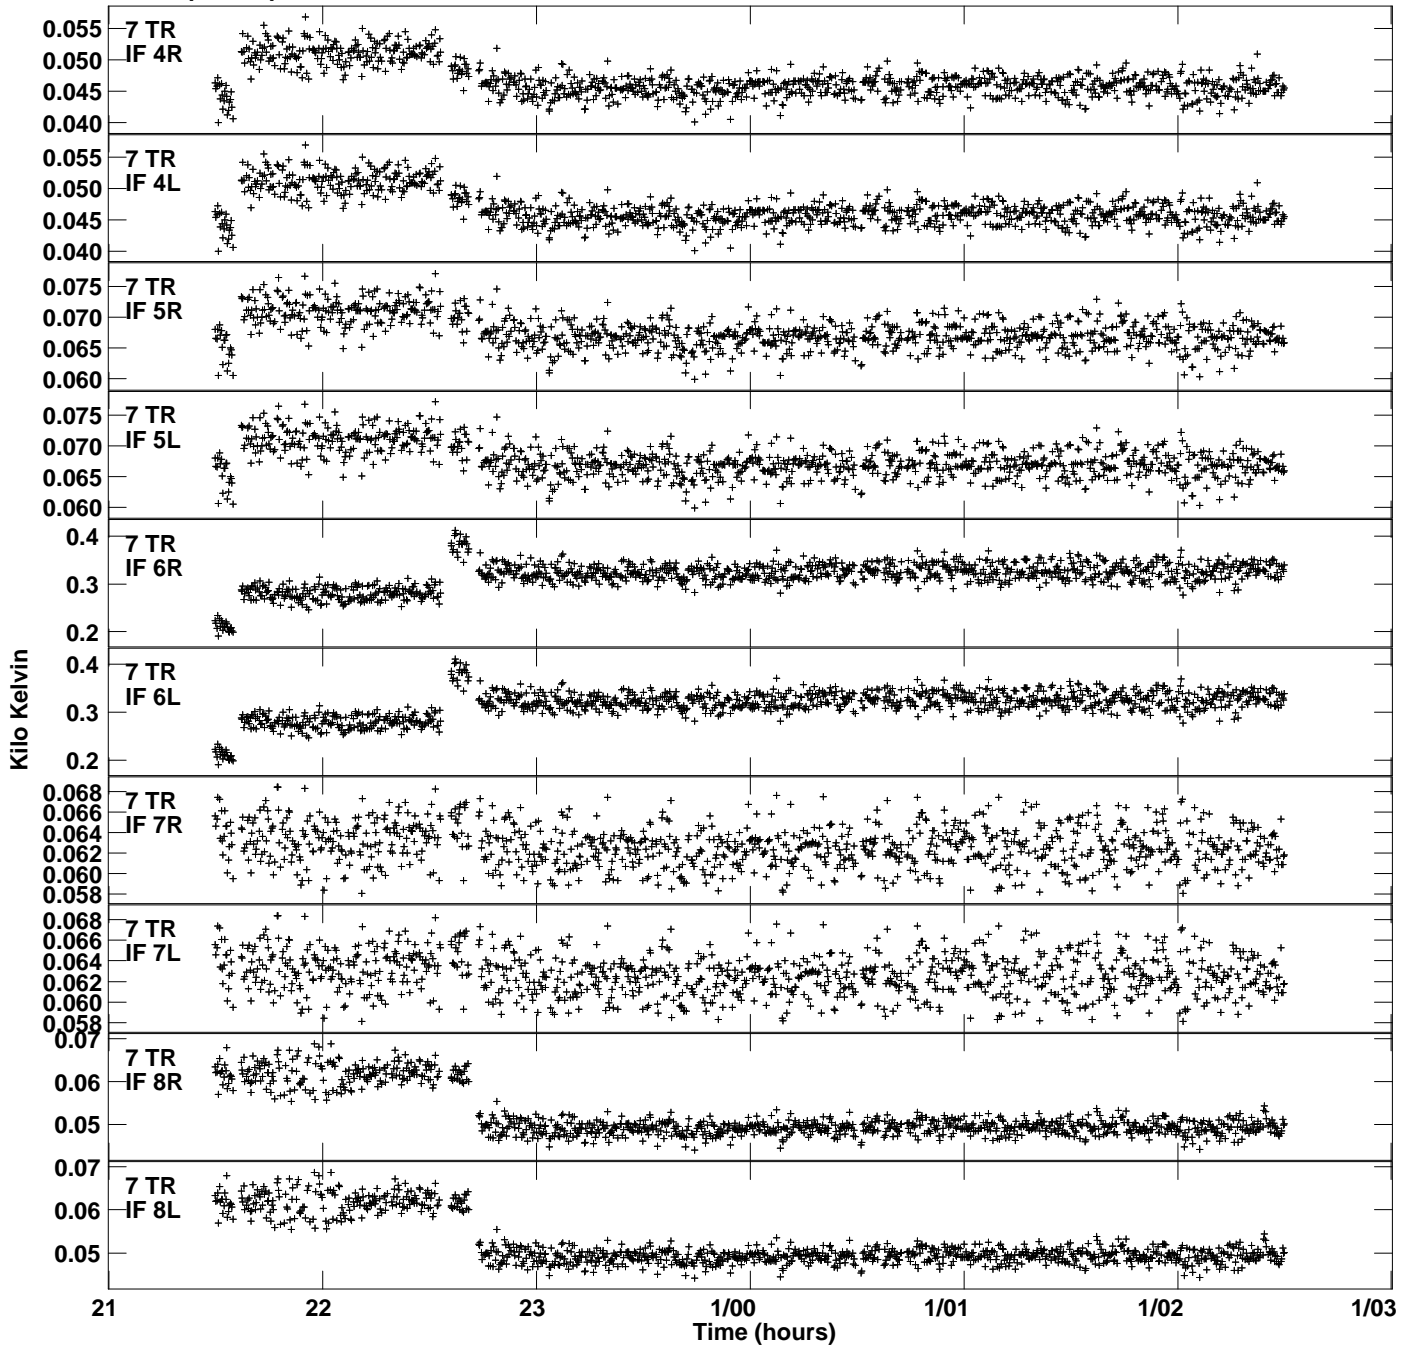 0.055
0.050
0.045
0.040
7 TR
IF 4R
0.055
0.050
0.045
0.040
7 TR
IF 4L
0.075
0.070
0.065
0.060
7 TR
IF 5R
0.075
0.070
0.065
0.060
7 TR
IF 5L
0.4
0.3
0.2
7 TR
IF 6R
0.4
0.3
0.2
7 TR
IF 6L
0.068
0.066
0.064
0.062
0.060
0.058
7 TR
IF 7R
0.068
0.066
0.064
0.062
0.060
0.058
7 TR
IF 7L
0.07
0.06
0.05
7 TR
IF 8R
0.07
0.06
0.05
7 TR
IF 8L
Kilo Kelvin
21 22 23 1/00 1/01 1/02 1/03
Time (hours)